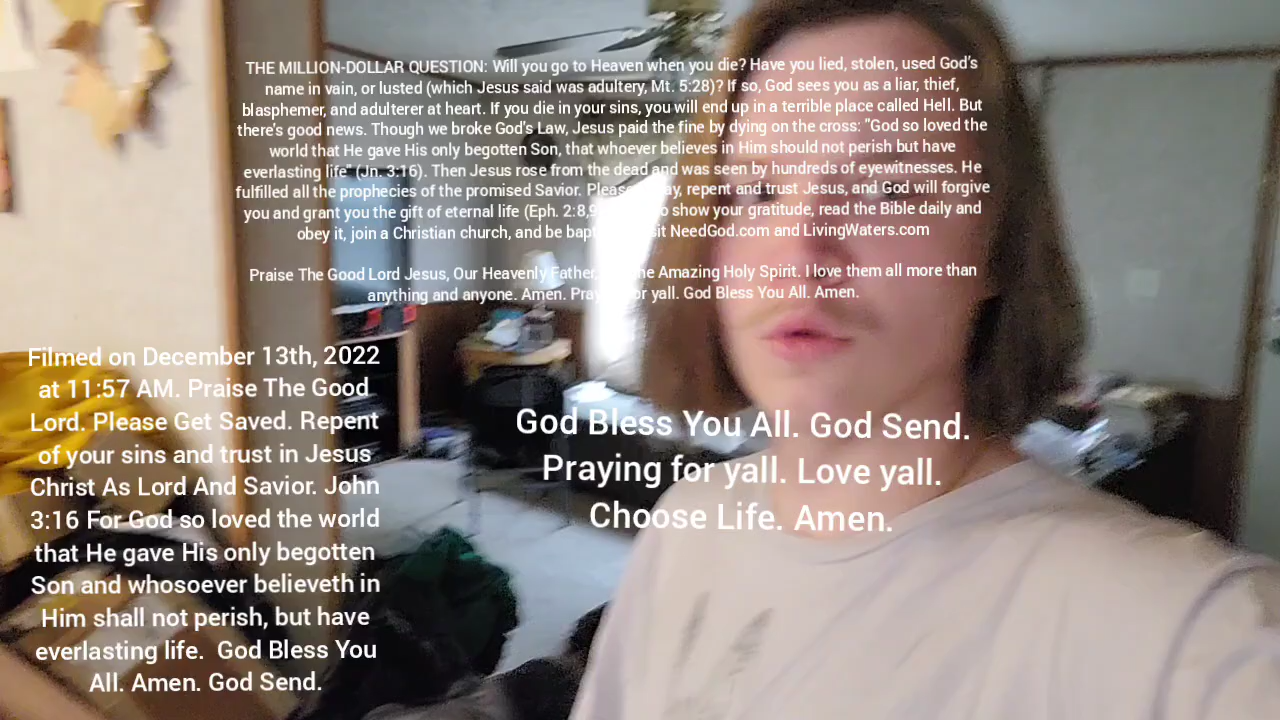 THE MILLION-DOLLAR QUESTION: Will you go to Heaven when you die? Have you lied, stolen, used God's
name in vain, or lusted (which Jesus said was adultery, Mt. 5:28)? If so, God sees you as a liar, thief,
blasphemer, and adulterer at heart. If you die in your sins, you will end up in a terrible place called Hell. But
there's good news. Though we broke God's Law, Jesus paid the fine by dying on the cross: "God so loved the
world that He gave His only begotten Son, that whoever believes in Him should not perish but have
everlasting life" (Jn. 3:16). Then Jesus rose from the dead and was seen by hundreds of eyewitnesses. He
fulfilled all the prophecies of the promised Savior. Please repent and trust Jesus, and God will forgive
you and grant you the gift of eternal life (Eph. 2:8,9 show your gratitude, read the Bible daily and
obey it, join a Christian church, and be NeedGod.com and LivingWaters.com
Praise The Good Lord Jesus, Our Heavenly Father, Amazing Holy Spirit. I love them all more than
anything and anyone. Amen. for yall. God Bless You All. Amen.
Filmed on December 13th, 2022
at 11:57 AM. Praise The Good
Lord. Please Get Saved. Repent
of your sins and trust in Jesus
Christ As Lord And Savior. John
3:16 For God so loved the world
that He gave His only begotten
Son and whosoever believeth in
Him shall not perish, but have
everlasting life. God Bless You
All. Amen. God Send.
God Bless You All. God Send.
Praying for yall. Love yall.
Choose Life. Amen.